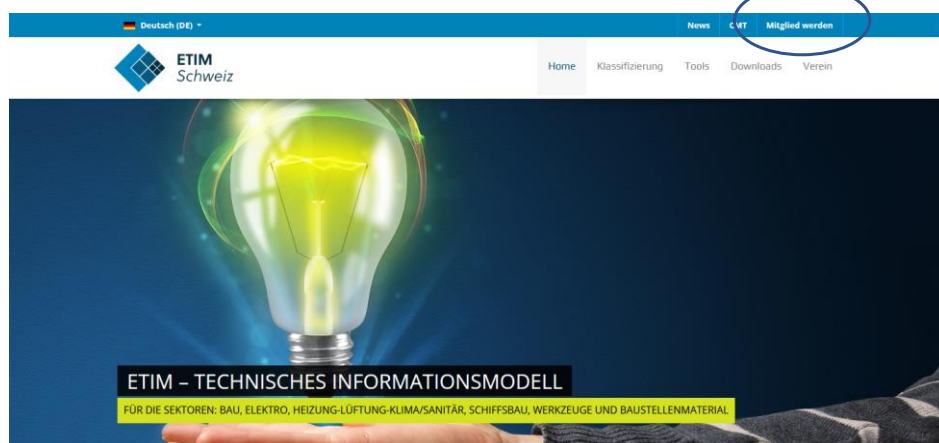 Deutsch (DE)
News CMT Mitglied werden
ETIM
Schweiz
Home Klassifizierung Tools Downloads Verein
ETIM – TECHNISCHES INFORMATIONSMODELL
FÜR DIE SEKTOREN: BAU, ELEKTRO, HEIZUNG-LÜFTUNG-KLIMA/SANITÄR, SCHIFFSBAU, WERKZEUGE UND BAUSTELLENMATERIAL